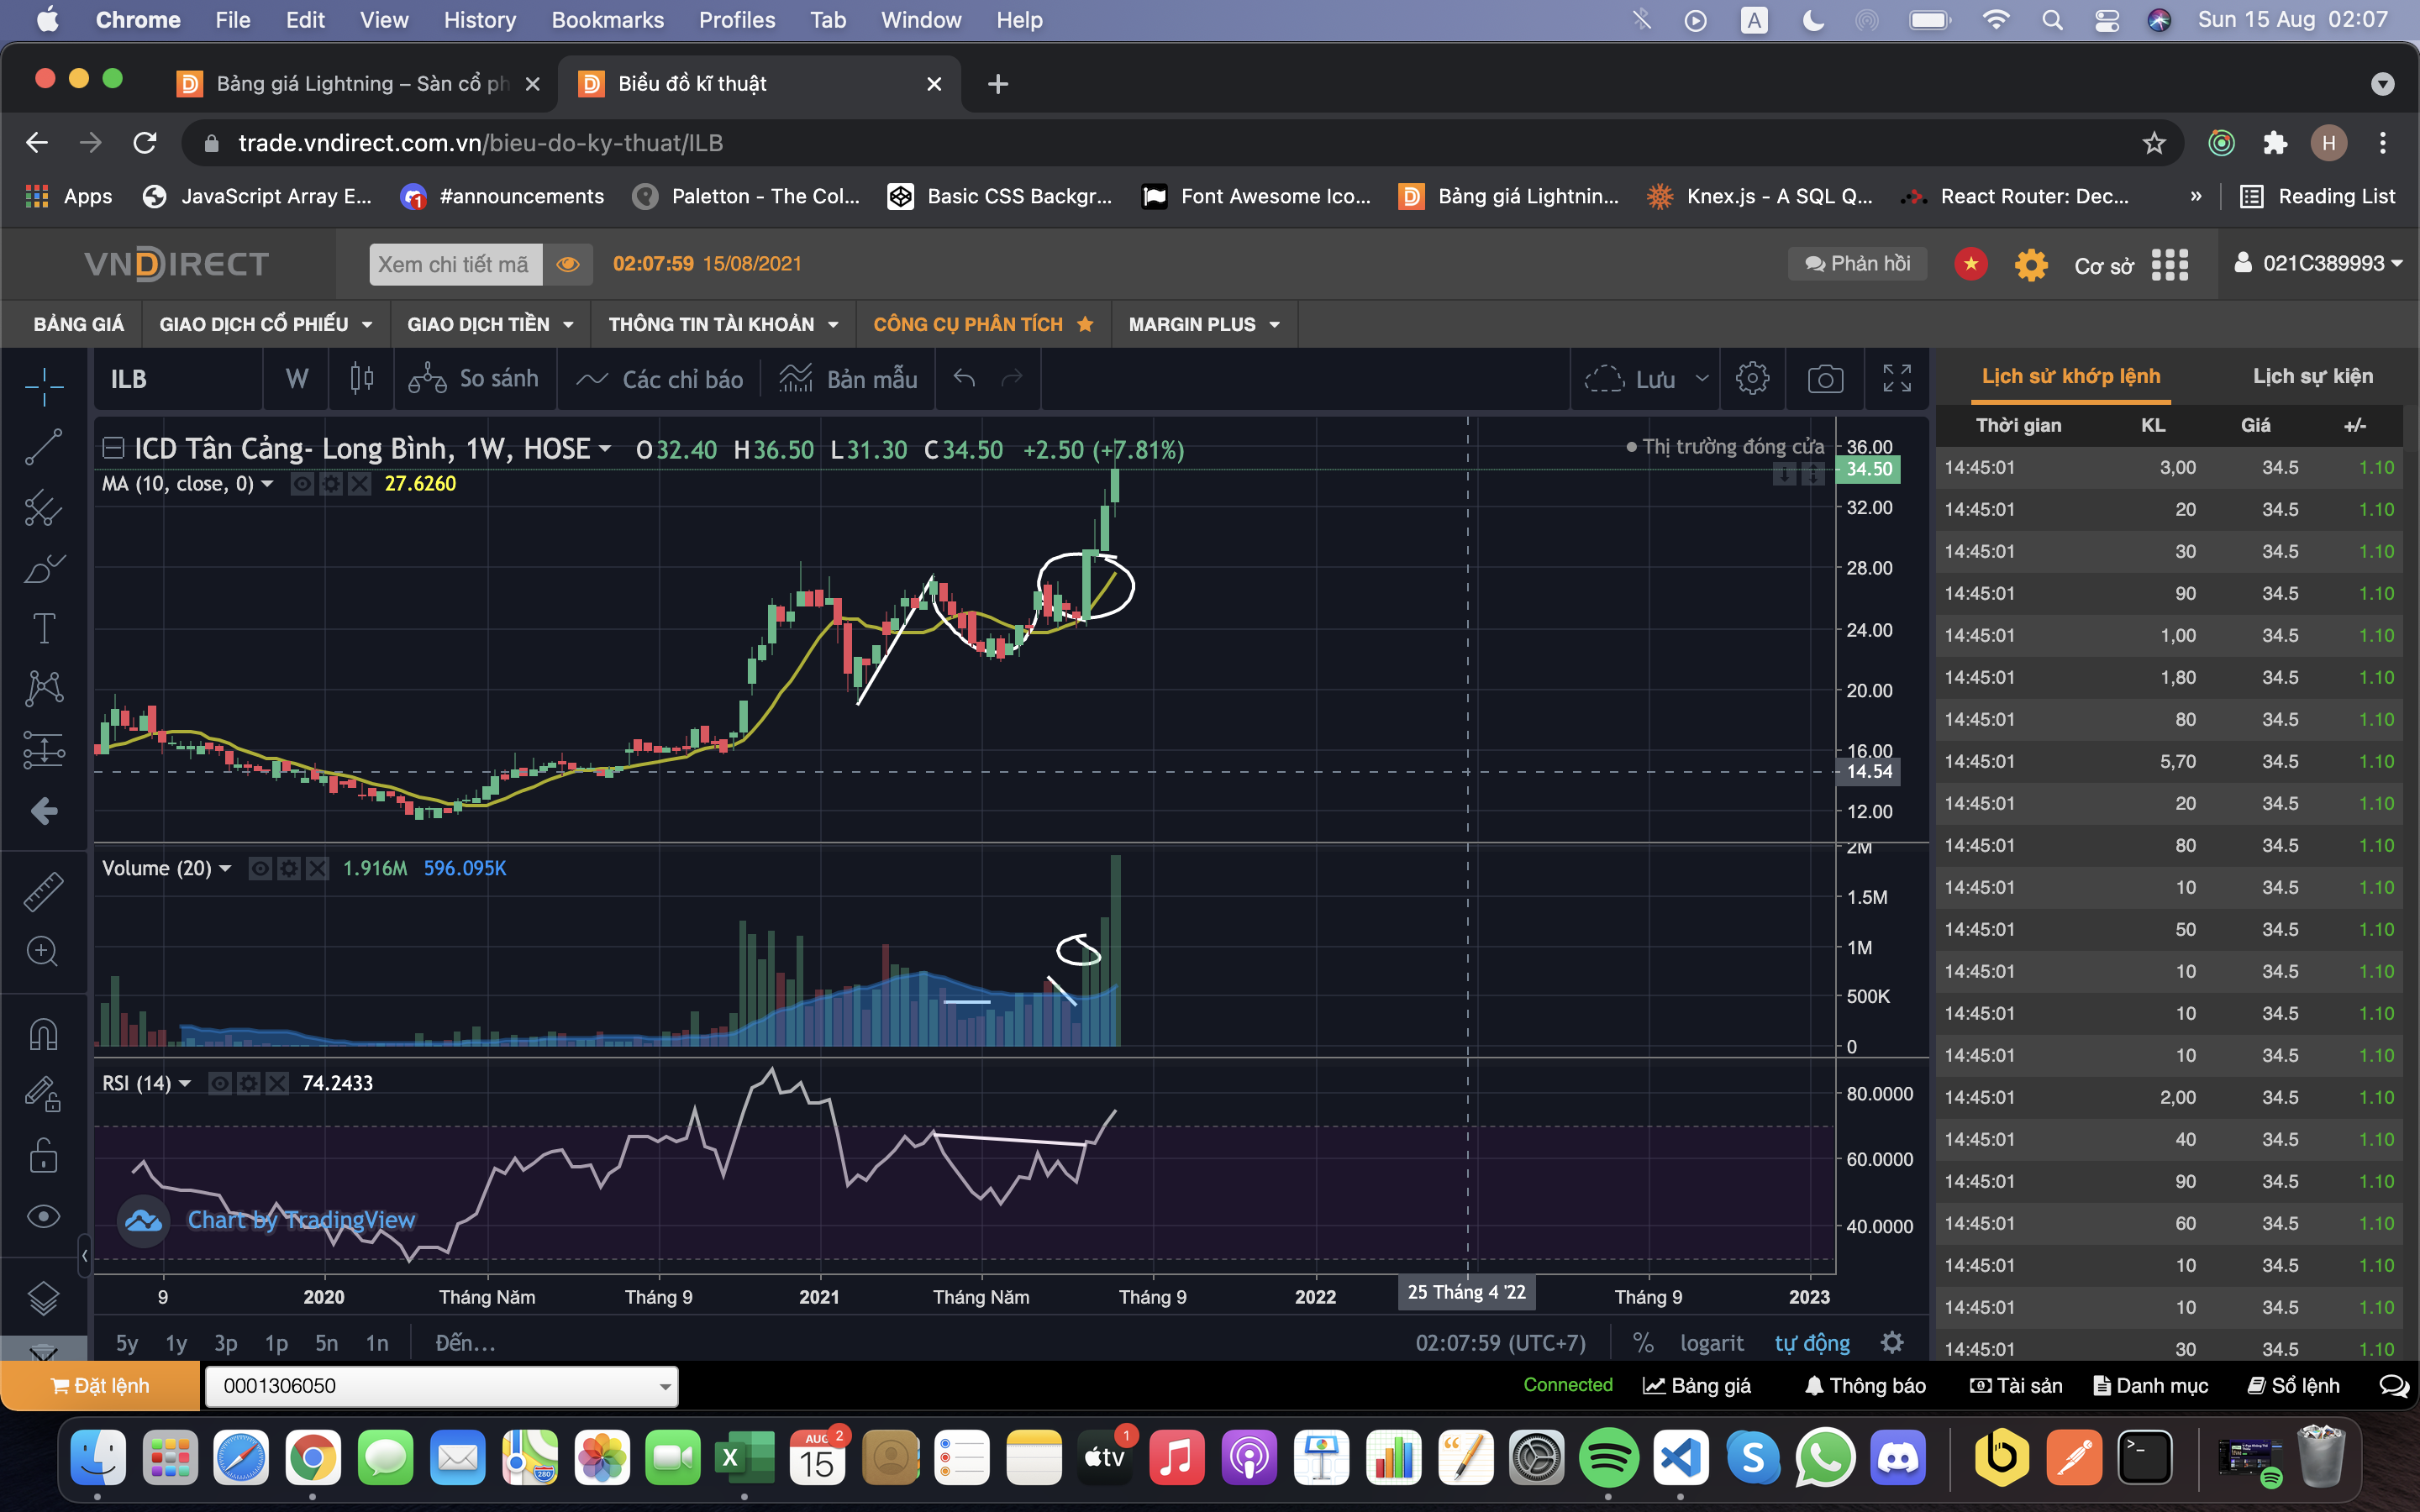 Chrome File Edit View History Bookmarks Profiles Tab Window Help A Sun 15 Aug 02:07
Bảng giá Lightning – Sàn cổ ph Biểu đồ kĩ thuật
trade.vndirect.com.vn/bieu-do-ky-thuat/ILB H
Apps JavaScript Array E... 1 #announcements Paletton - The Col... Basic CSS Backgr... Font Awesome Ico... Bảng giá Lightnin... Knex.js - A SQL Q... React Router: Dec... » Reading List
VNDIRECT Xem chi tiết mã 02:07:59 15/08/2021 Phản hồi Cơ sở 021C389993
BẢNG GIÁ GIAO DỊCH CỔ PHIẾU GIAO DỊCH TIỀN THÔNG TIN TÀI KHOẢN CÔNG CỤ PHÂN TÍCH MARGIN PLUS
ILB W So sánh Các chỉ báo Bản mẫu Lưu
ICD Tân Cảng- Long Bình, 1W, HOSE O32.40 H36.50 L31.30 C34.50 +2.50 (+7.81%) Thị trường đóng cửa
MA (10, close, 0) 27.6260
36.00
34.50
32.00
28.00
24.00
20.00
16.00
14.54
12.00
Volume (20) 1.916M 596.095K
2M
1.5M
1M
500K
0
RSI (14) 74.2433
80.0000
60.0000
40.0000
Chart by TradingView
9 2020 Tháng Năm Tháng 9 2021 Tháng Năm Tháng 9 2022 25 Tháng 4 '22 Tháng 9 2023
5y 1y 3p 1p 5n 1n Đến... 02:07:59 (UTC+7) % logarit tự động
Lịch sử khớp lệnh Lịch sự kiện
Thời gian KL Giá +/-
14:45:01 3,00 34.5 1.10
14:45:01 20 34.5 1.10
14:45:01 30 34.5 1.10
14:45:01 90 34.5 1.10
14:45:01 1,00 34.5 1.10
14:45:01 1,80 34.5 1.10
14:45:01 80 34.5 1.10
14:45:01 5,70 34.5 1.10
14:45:01 20 34.5 1.10
14:45:01 80 34.5 1.10
14:45:01 10 34.5 1.10
14:45:01 50 34.5 1.10
14:45:01 10 34.5 1.10
14:45:01 10 34.5 1.10
14:45:01 10 34.5 1.10
14:45:01 2,00 34.5 1.10
14:45:01 40 34.5 1.10
14:45:01 90 34.5 1.10
14:45:01 60 34.5 1.10
14:45:01 10 34.5 1.10
14:45:01 10 34.5 1.10
14:45:01 30 34.5 1.10
Đặt lệnh 0001306050 Connected Bảng giá Thông báo Tài sản Danh mục Sổ lệnh
280 X AUG 15 2 tv 1